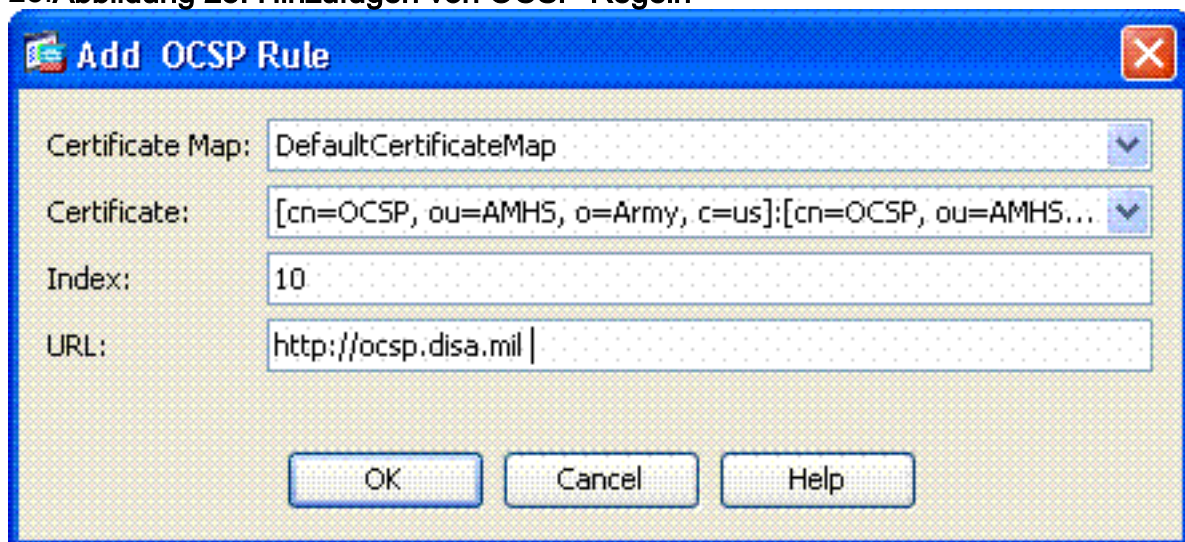 Add OCSP Rule
Certificate Map: DefaultCertificateMap
Certificate: [cn=OCSP, ou=AMHS, o=Army, c=us]:[cn=OCSP, ou=AMHS...
Index: 10
URL: http://ocsp.disa.mil
OK Cancel Help